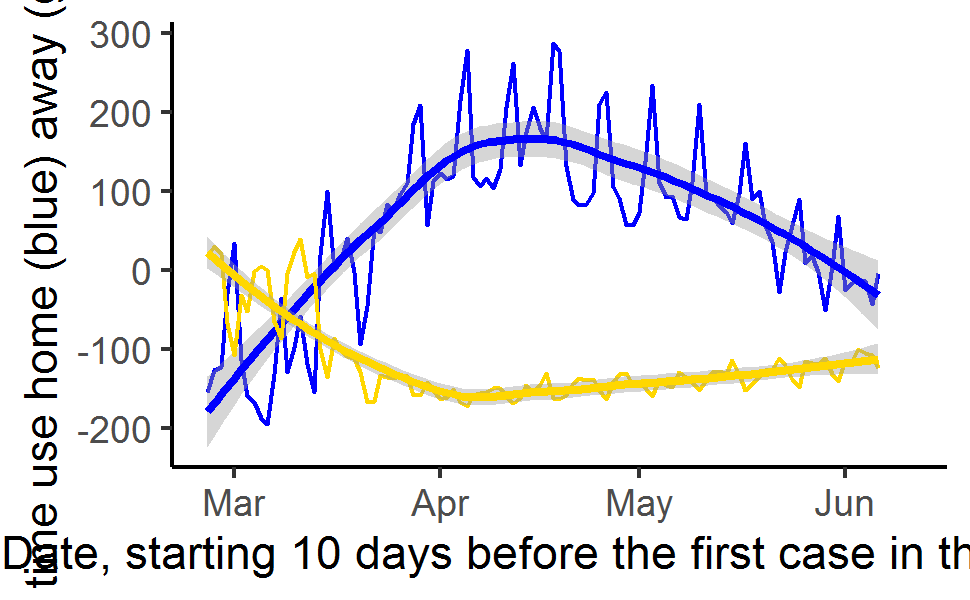 time use home (blue) away (
300
200
100
0
-100
-200
Mar Apr May Jun
Date, starting 10 days before the first case in th